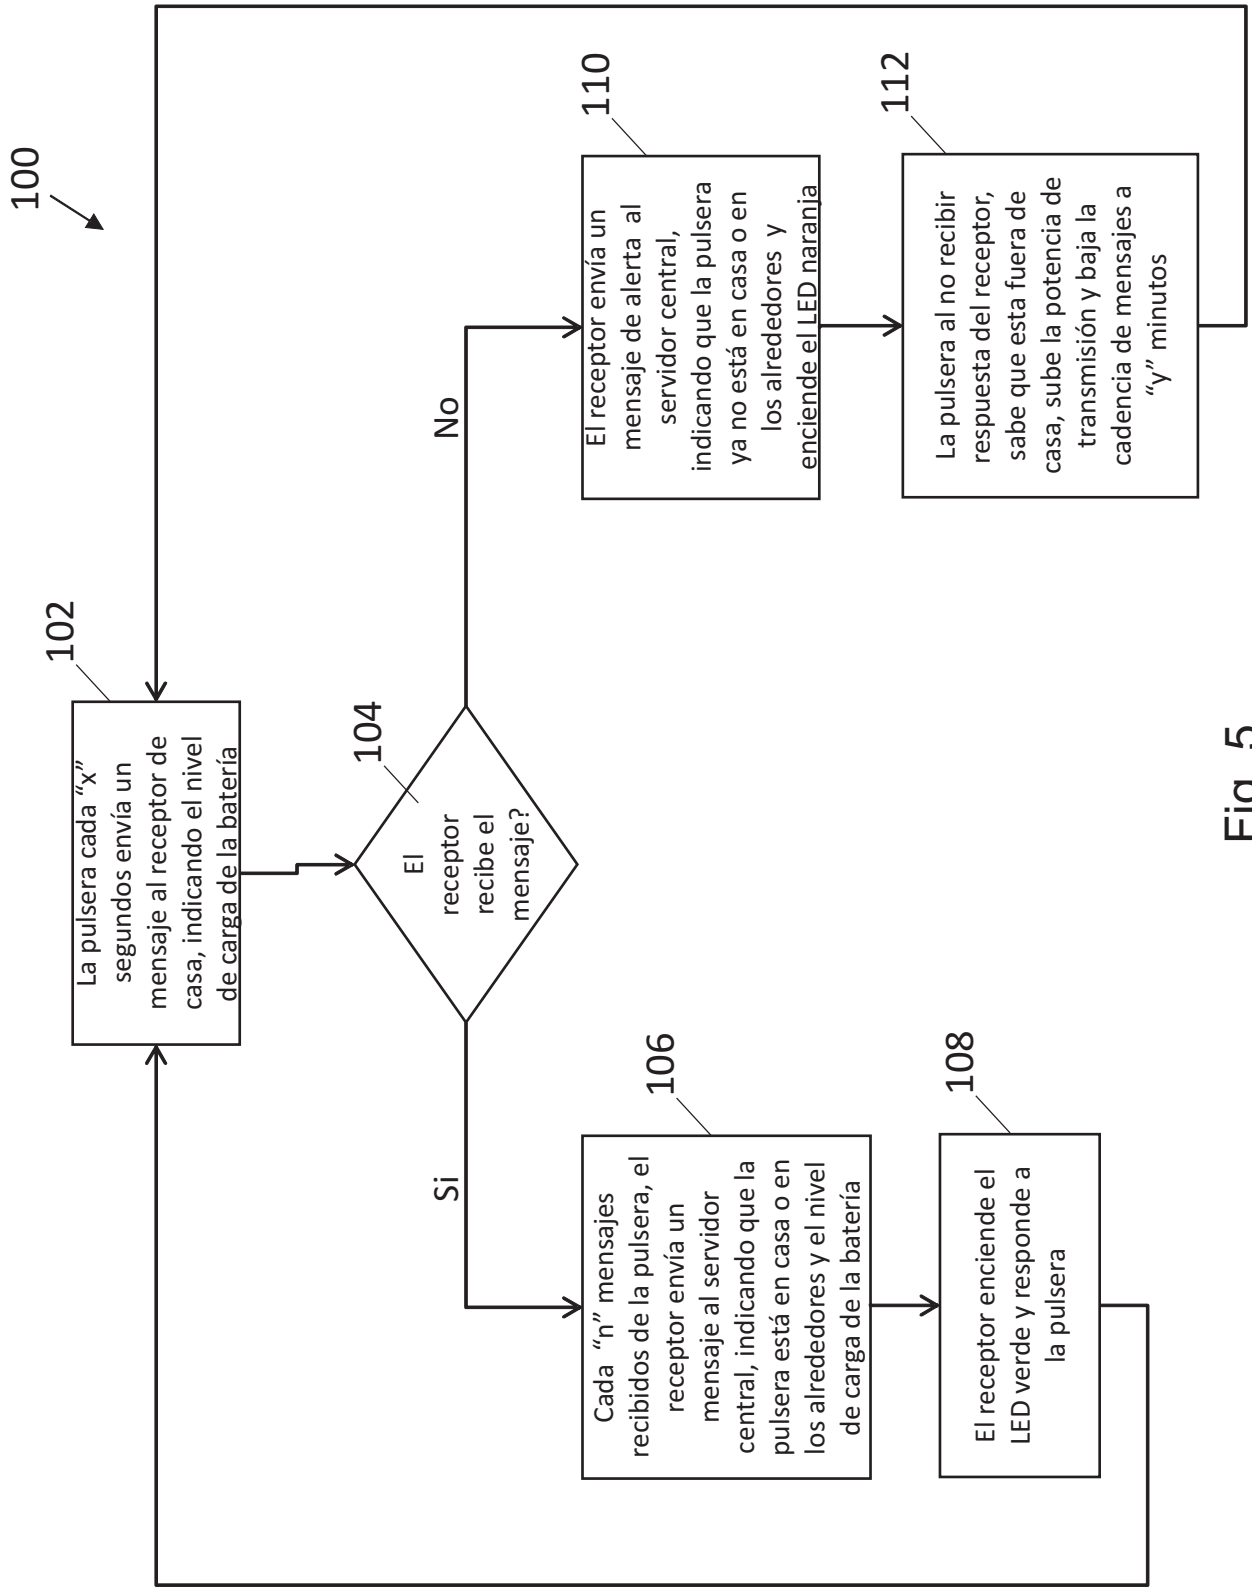 100
102
La pulsera cada “x”
segundos envía un
mensaje al receptor de
casa, indicando el nivel
de carga de la batería
104
El
receptor
recibe el
mensaje?
Si
No
106
Cada “n” mensajes
recibidos de la pulsera, el
receptor envía un
mensaje al servidor
central, indicando que la
pulsera está en casa o en
los alrededores y el nivel
de carga de la batería
108
El receptor enciende el
LED verde y responde a
la pulsera
110
El receptor envía un
mensaje de alerta al
servidor central,
indicando que la pulsera
ya no está en casa o en
los alrededores y
enciende el LED naranja
112
La pulsera al no recibir
respuesta del receptor,
sabe que esta fuera de
casa, sube la potencia de
transmisión y baja la
cadencia de mensajes a
“y” minutos
Fig. 5